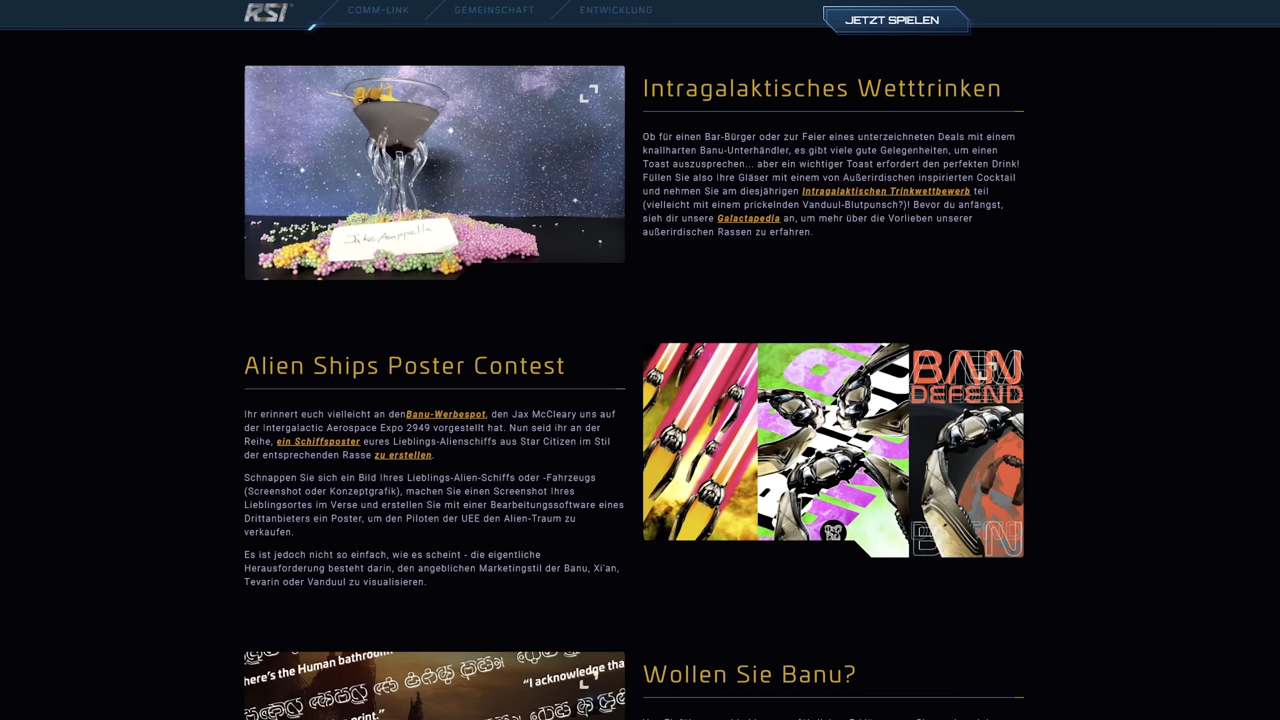 RSI
COMM-LINK
GEMEINSCHAFT
ENTWICKLUNG
JETZT SPIELEN
Intragalaktisches Wetttrinken
Ob für einen Bar-Bürger oder zur Feier eines unterzeichneten Deals mit einem
knallharten Banu-Unterhändler, es gibt viele gute Gelegenheiten, um einen
Toast auszusprechen... aber ein wichtiger Toast erfordert den perfekten Drink!
Füllen Sie also Ihre Gläser mit einem von Außerirdischen inspirierten Cocktail
und nehmen Sie am diesjährigen Intragalaktischen Trinkwettbewerb teil
(vielleicht mit einem prickelnden Vanduul-Blutpunsch?)! Bevor du anfängst,
sieh dir unsere Galactapedia an, um mehr über die Vorlieben unserer
außerirdischen Rassen zu erfahren.
Alien Ships Poster Contest
Ihr erinnert euch vielleicht an denBanu-Werbespot, den Jax McCleary uns auf
der Intergalactic Aerospace Expo 2949 vorgestellt hat. Nun seid ihr an der
Reihe, ein Schiffsposter eures Lieblings-Alienschiffs aus Star Citizen im Stil
der entsprechenden Rasse zu erstellen.
Schnappen Sie sich ein Bild Ihres Lieblings-Alien-Schiffs oder -Fahrzeugs
(Screenshot oder Konzeptgrafik), machen Sie einen Screenshot Ihres
Lieblingsortes im Verse und erstellen Sie mit einer Bearbeitungssoftware eines
Drittanbieters ein Poster, um den Piloten der UEE den Alien-Traum zu
verkaufen.
Es ist jedoch nicht so einfach, wie es scheint - die eigentliche
Herausforderung besteht darin, den angeblichen Marketingstil der Banu, Xi'an,
Tevarin oder Vanduul zu visualisieren.
BAN
DEFEND
here's the Human bathroom
"I acknowledge tha
print."
Wollen Sie Banu?